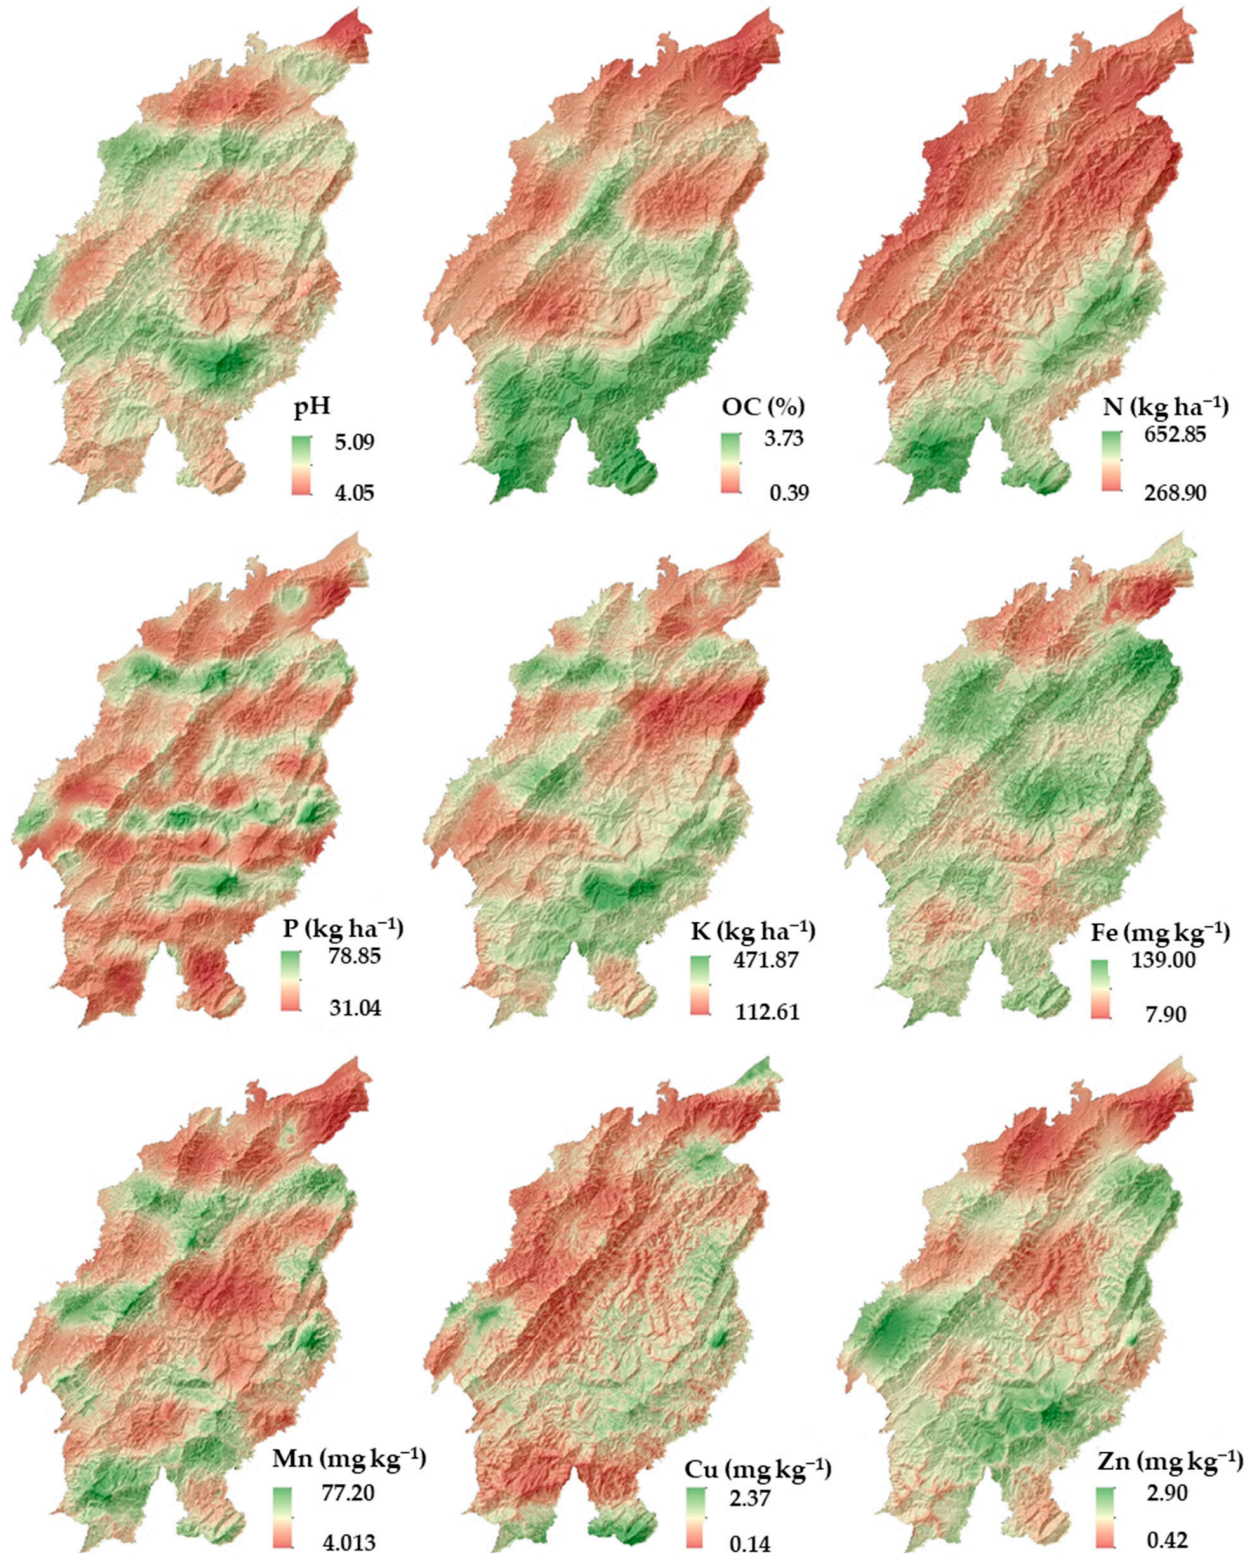 pH
5.09
4.05
OC (%)
3.73
0.39
N (kg ha⁻¹)
652.85
268.90
P (kg ha⁻¹)
78.85
31.04
K (kg ha⁻¹)
471.87
112.61
Fe (mg kg⁻¹)
139.00
7.90
Mn (mg kg⁻¹)
77.20
4.013
Cu (mg kg⁻¹)
2.37
0.14
Zn (mg kg⁻¹)
2.90
0.42